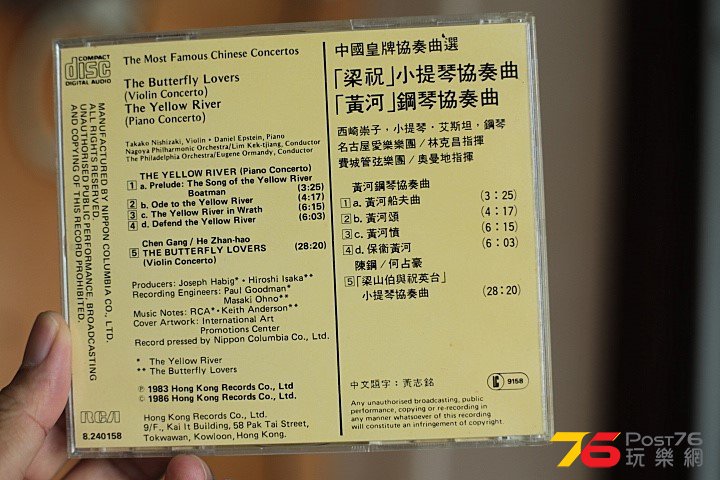 COMPACT
disc
DIGITAL AUDIO
MANUFACTURED BY NIPPON COLUMBIA CO., LTD.
ALL RIGHTS RESERVED.
UNAUTHORISED PUBLIC PERFORMANCE, BROADCASTING
AND COPYING OF THIS RECORD PROHIBITED.
RCA
8.240158
The Most Famous Chinese Concertos
The Butterfly Lovers
(Violin Concerto)
The Yellow River
(Piano Concerto)
Takako Nishizaki, Violin • Daniel Epstein, Piano
Nagoya Philharmonic Orchestra/Lim Kek-tjiang, Conductor
The Philadelphia Orchestra/Eugene Ormandy, Conductor
THE YELLOW RIVER (Piano Concerto)
1 a. Prelude: The Song of the Yellow River
Boatman (3:25)
2 b. Ode to the Yellow River (4:17)
3 c. The Yellow River in Wrath (6:15)
4 d. Defend the Yellow River (6:03)
Chen Gang / He Zhan-hao
5 THE BUTTERFLY LOVERS (28:20)
(Violin Concerto)
Producers: Joseph Habig* • Hiroshi Isaka**
Recording Engineers: Paul Goodman*
Masaki Ohno**
Music Notes: RCA* • Keith Anderson**
Cover Artwork: International Art
Promotions Center
Record pressed by Nippon Columbia Co., Ltd.
* The Yellow River
** The Butterfly Lovers
℗ 1983 Hong Kong Records Co., Ltd
© 1986 Hong Kong Records Co., Ltd.
Hong Kong Records Co., Ltd.
9/F., Kai It Building, 58 Pak Tai Street,
Tokwawan, Kowloon, Hong Kong.
中國皇牌協奏曲選
「梁祝」小提琴協奏曲
「黃河」鋼琴協奏曲
西崎崇子，小提琴・艾斯坦，鋼琴
名古屋愛樂樂團／林克昌指揮
費城管弦樂團／奧曼地指揮
黃河鋼琴協奏曲
1 a. 黃河船夫曲 (3:25)
2 b. 黃河頌 (4:17)
3 c. 黃河憤 (6:15)
4 d. 保衛黃河 (6:03)
陳鋼／何占豪
5 「梁山伯與祝英台」
小提琴協奏曲 (28:20)
中文題字：黃志銘
9158
Any unauthorised broadcasting, public
performance, copying or re-recording in
any manner whatsoever of this recording
will constitute an infringement of copyright.
76 Post76
玩樂網